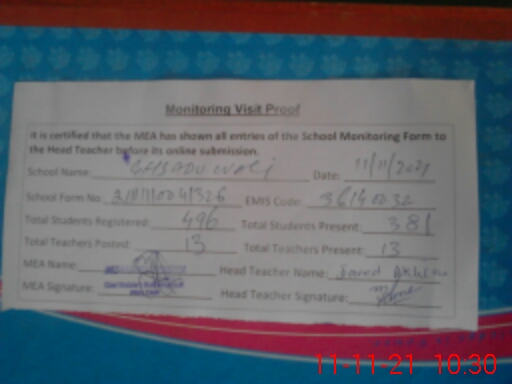 Monitoring Visit Proof
It is certified that the MEA has shown all entries of the School Monitoring Form to
the Head Teacher before its online submission.
School Name: Date: 11/11/2021
School Form No: EMIS Code:
Total Students Registered: 496 Total Students Present: 381
Total Teachers Posted: 13 Total Teachers Present: 13
MEA Name: Head Teacher Name: Javed
MEA Signature: Head Teacher Signature:
11-11-21 10:30